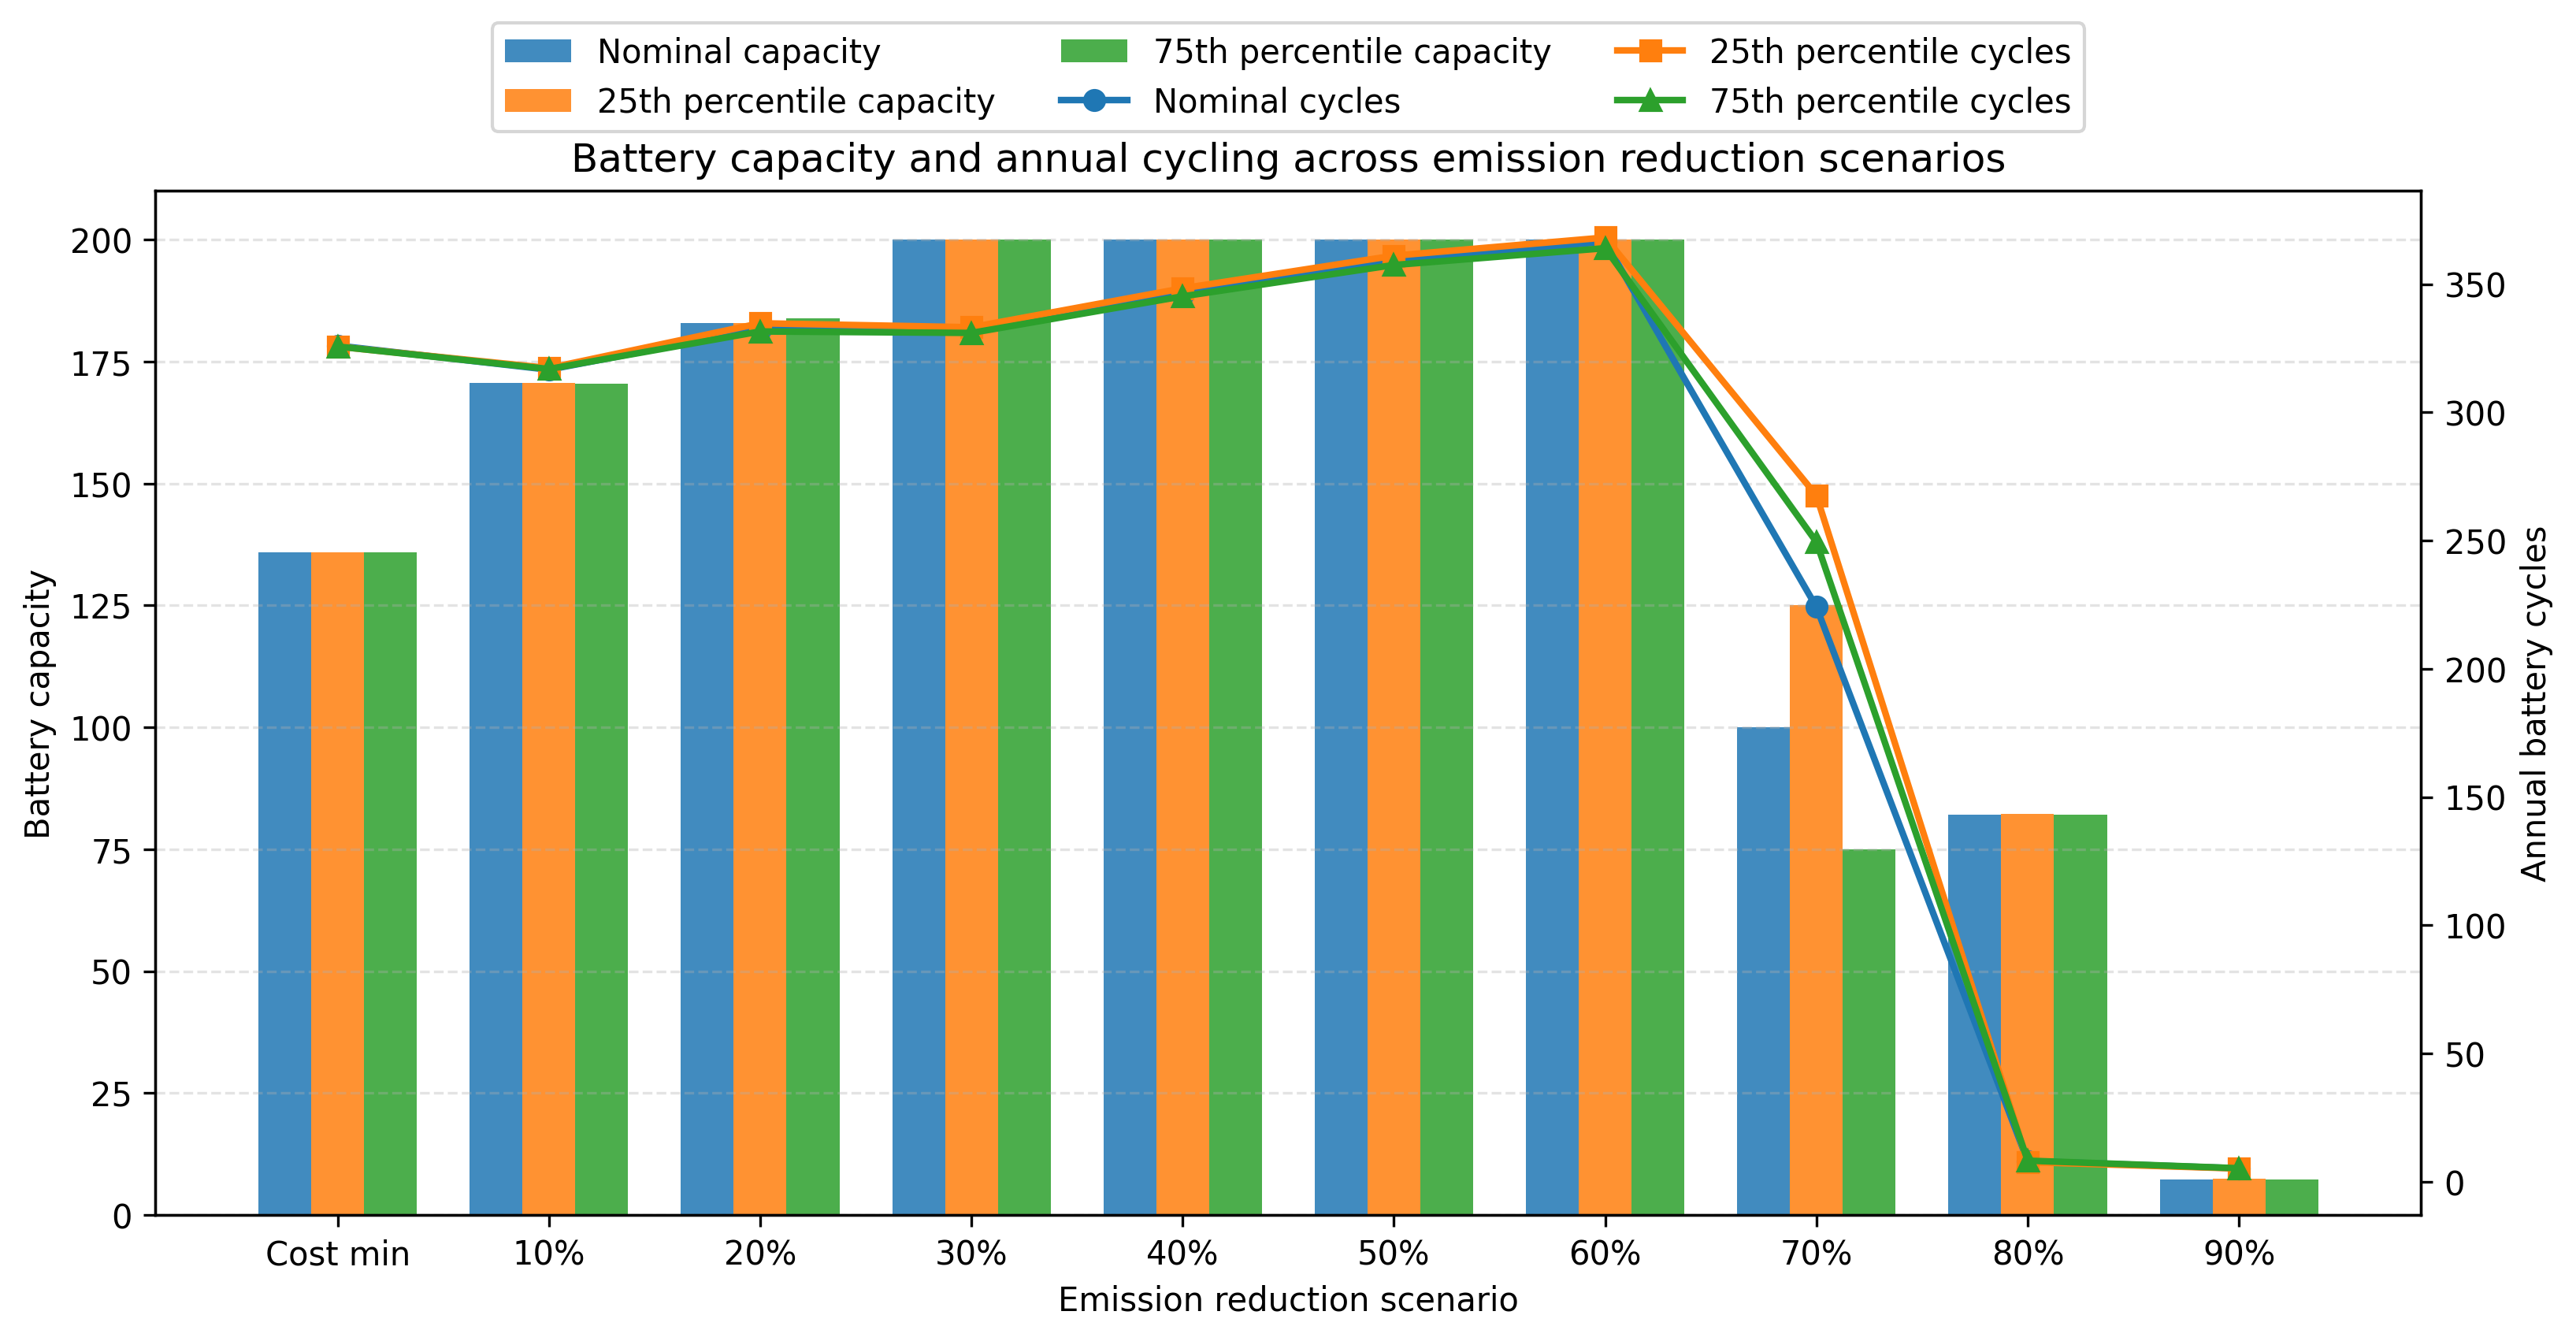 Nominal capacity
25th percentile capacity
75th percentile capacity
Nominal cycles
25th percentile cycles
75th percentile cycles
Battery capacity and annual cycling across emission reduction scenarios
Battery capacity
200
175
150
125
100
75
50
25
0
Annual battery cycles
350
300
250
200
150
100
50
0
Cost min 10% 20% 30% 40% 50% 60% 70% 80% 90%
Emission reduction scenario